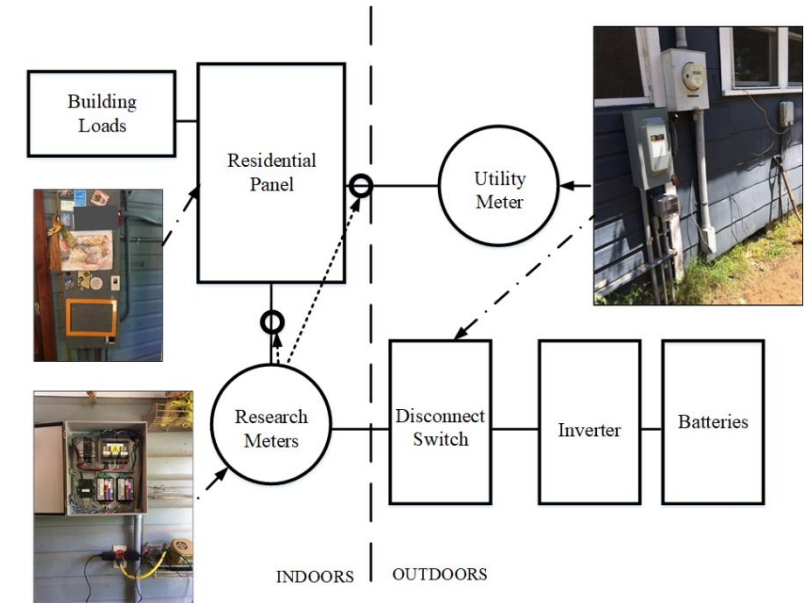 Building
Loads
Residential
Panel
Utility
Meter
Research
Meters
Disconnect
Switch
Inverter
Batteries
INDOORS
OUTDOORS